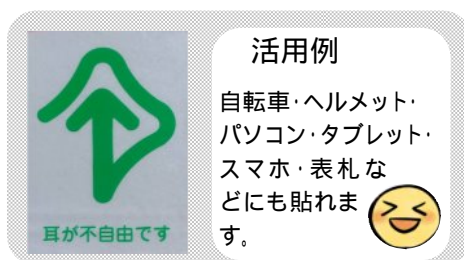 耳が不自由です
活用例
自転車･ヘルメット･
パソコン･タブレット･
スマホ･表札な
どにも貼れま
す。